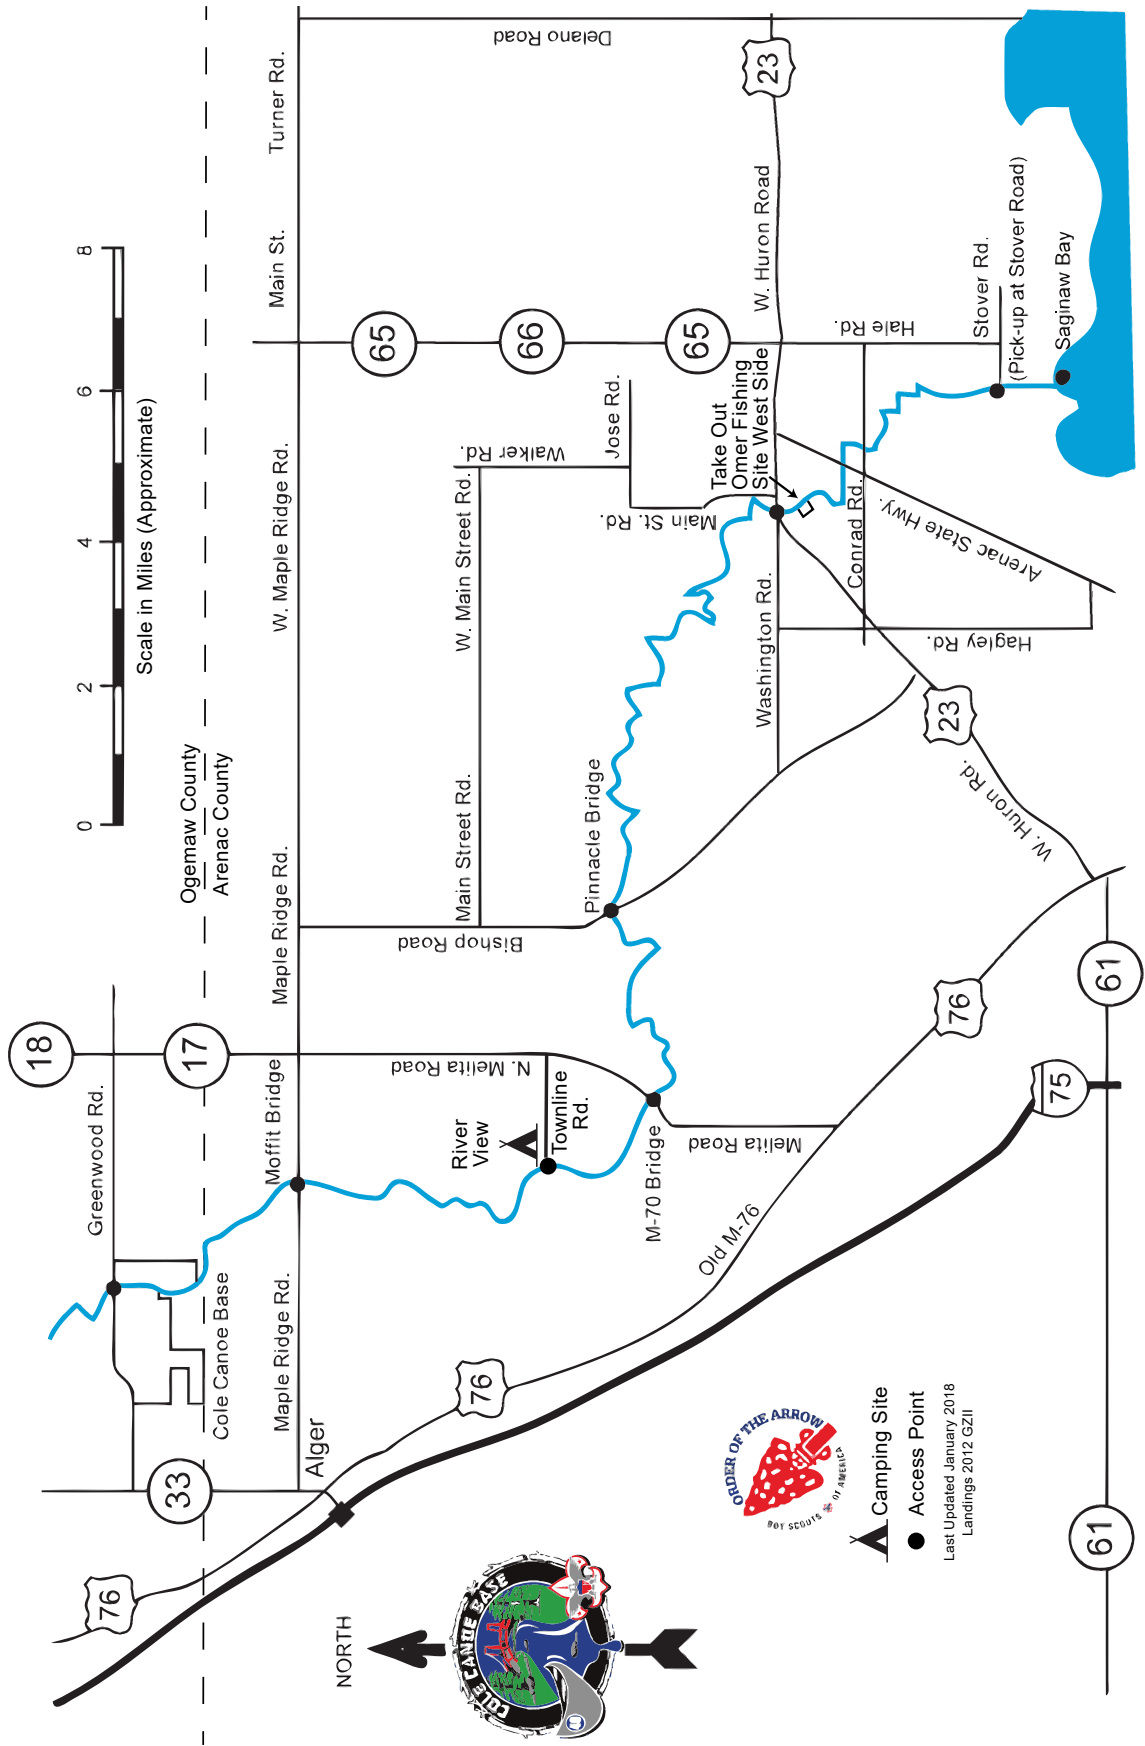 0 2 4 6 8
Scale in Miles (Approximate)
Ogemaw County
Arenac County
18
17
33
76
Greenwood Rd.
Cole Canoe Base
Moffit Bridge
Maple Ridge Rd.
Maple Ridge Rd.
W. Maple Ridge Rd.
Main St.
Turner Rd.
Alger
65
66
65
N. Melita Road
Bishop Road
Main Street Rd.
W. Main Street Rd.
Walker Rd.
Jose Rd.
Delano Road
River
View
Townline
Rd.
M-70 Bridge
Melita Road
Pinnacle Bridge
Main St. Rd.
Take Out
Omer Fishing
Site West Side
W. Huron Road
23
Washington Rd.
Conrad Rd.
Hale Rd.
Arenac State Hwy.
Hagley Rd.
Stover Rd.
(Pick-up at Stover Road)
Saginaw Bay
23
W. Huron Rd.
76
Old M-76
76
75
61
61
NORTH
COLE CANOE BASE
ORDER OF THE ARROW
BOY SCOUTS OF AMERICA
Camping Site
Access Point
Last Updated January 2018
Landings 2012 GZII